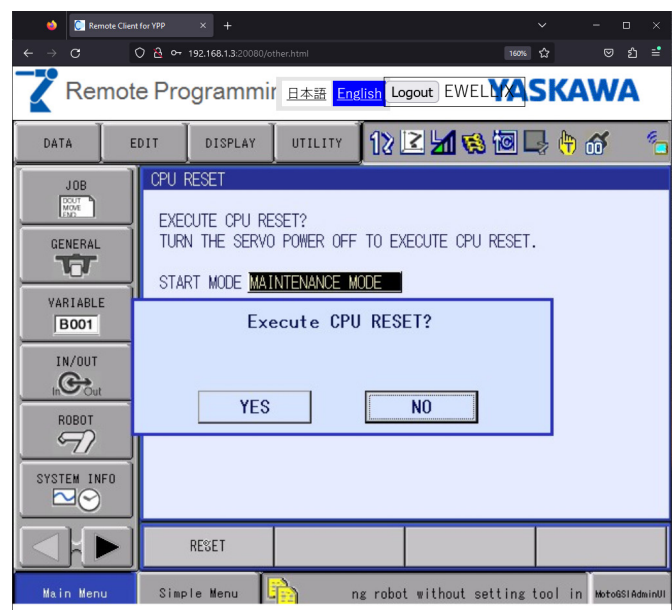 Remote Client for YPP
192.168.1.3:20080/other.html
160%
Remote Programmin
日本語 English Logout EWELLIX
YASKAWA
DATA EDIT DISPLAY UTILITY
JOB
DOUT
MOVE
END
CPU RESET
EXECUTE CPU RESET?
TURN THE SERVO POWER OFF TO EXECUTE CPU RESET.
START MODE MAINTENANCE MODE
GENERAL
VARIABLE
B001
Execute CPU RESET?
YES NO
IN/OUT
In Out
ROBOT
SYSTEM INFO
RESET
Main Menu Simple Menu ng robot without setting tool in MotoGSIAdminUI